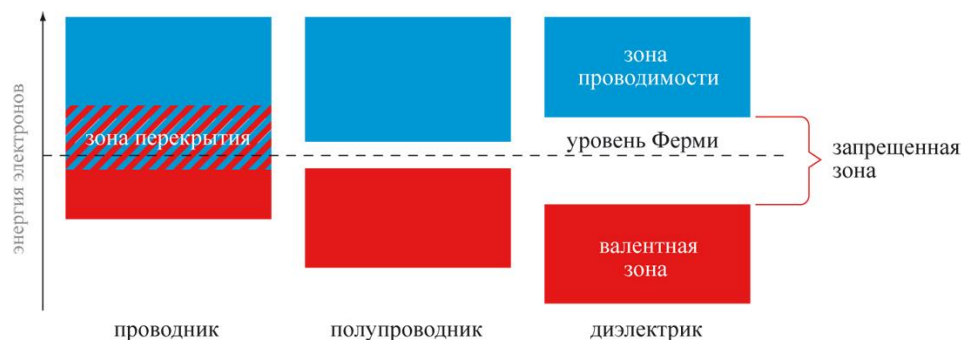 энергия электронов
зона перекрытия
зона
проводимости
уровень Ферми
запрещенная
зона
валентная
зона
проводник
полупроводник
диэлектрик